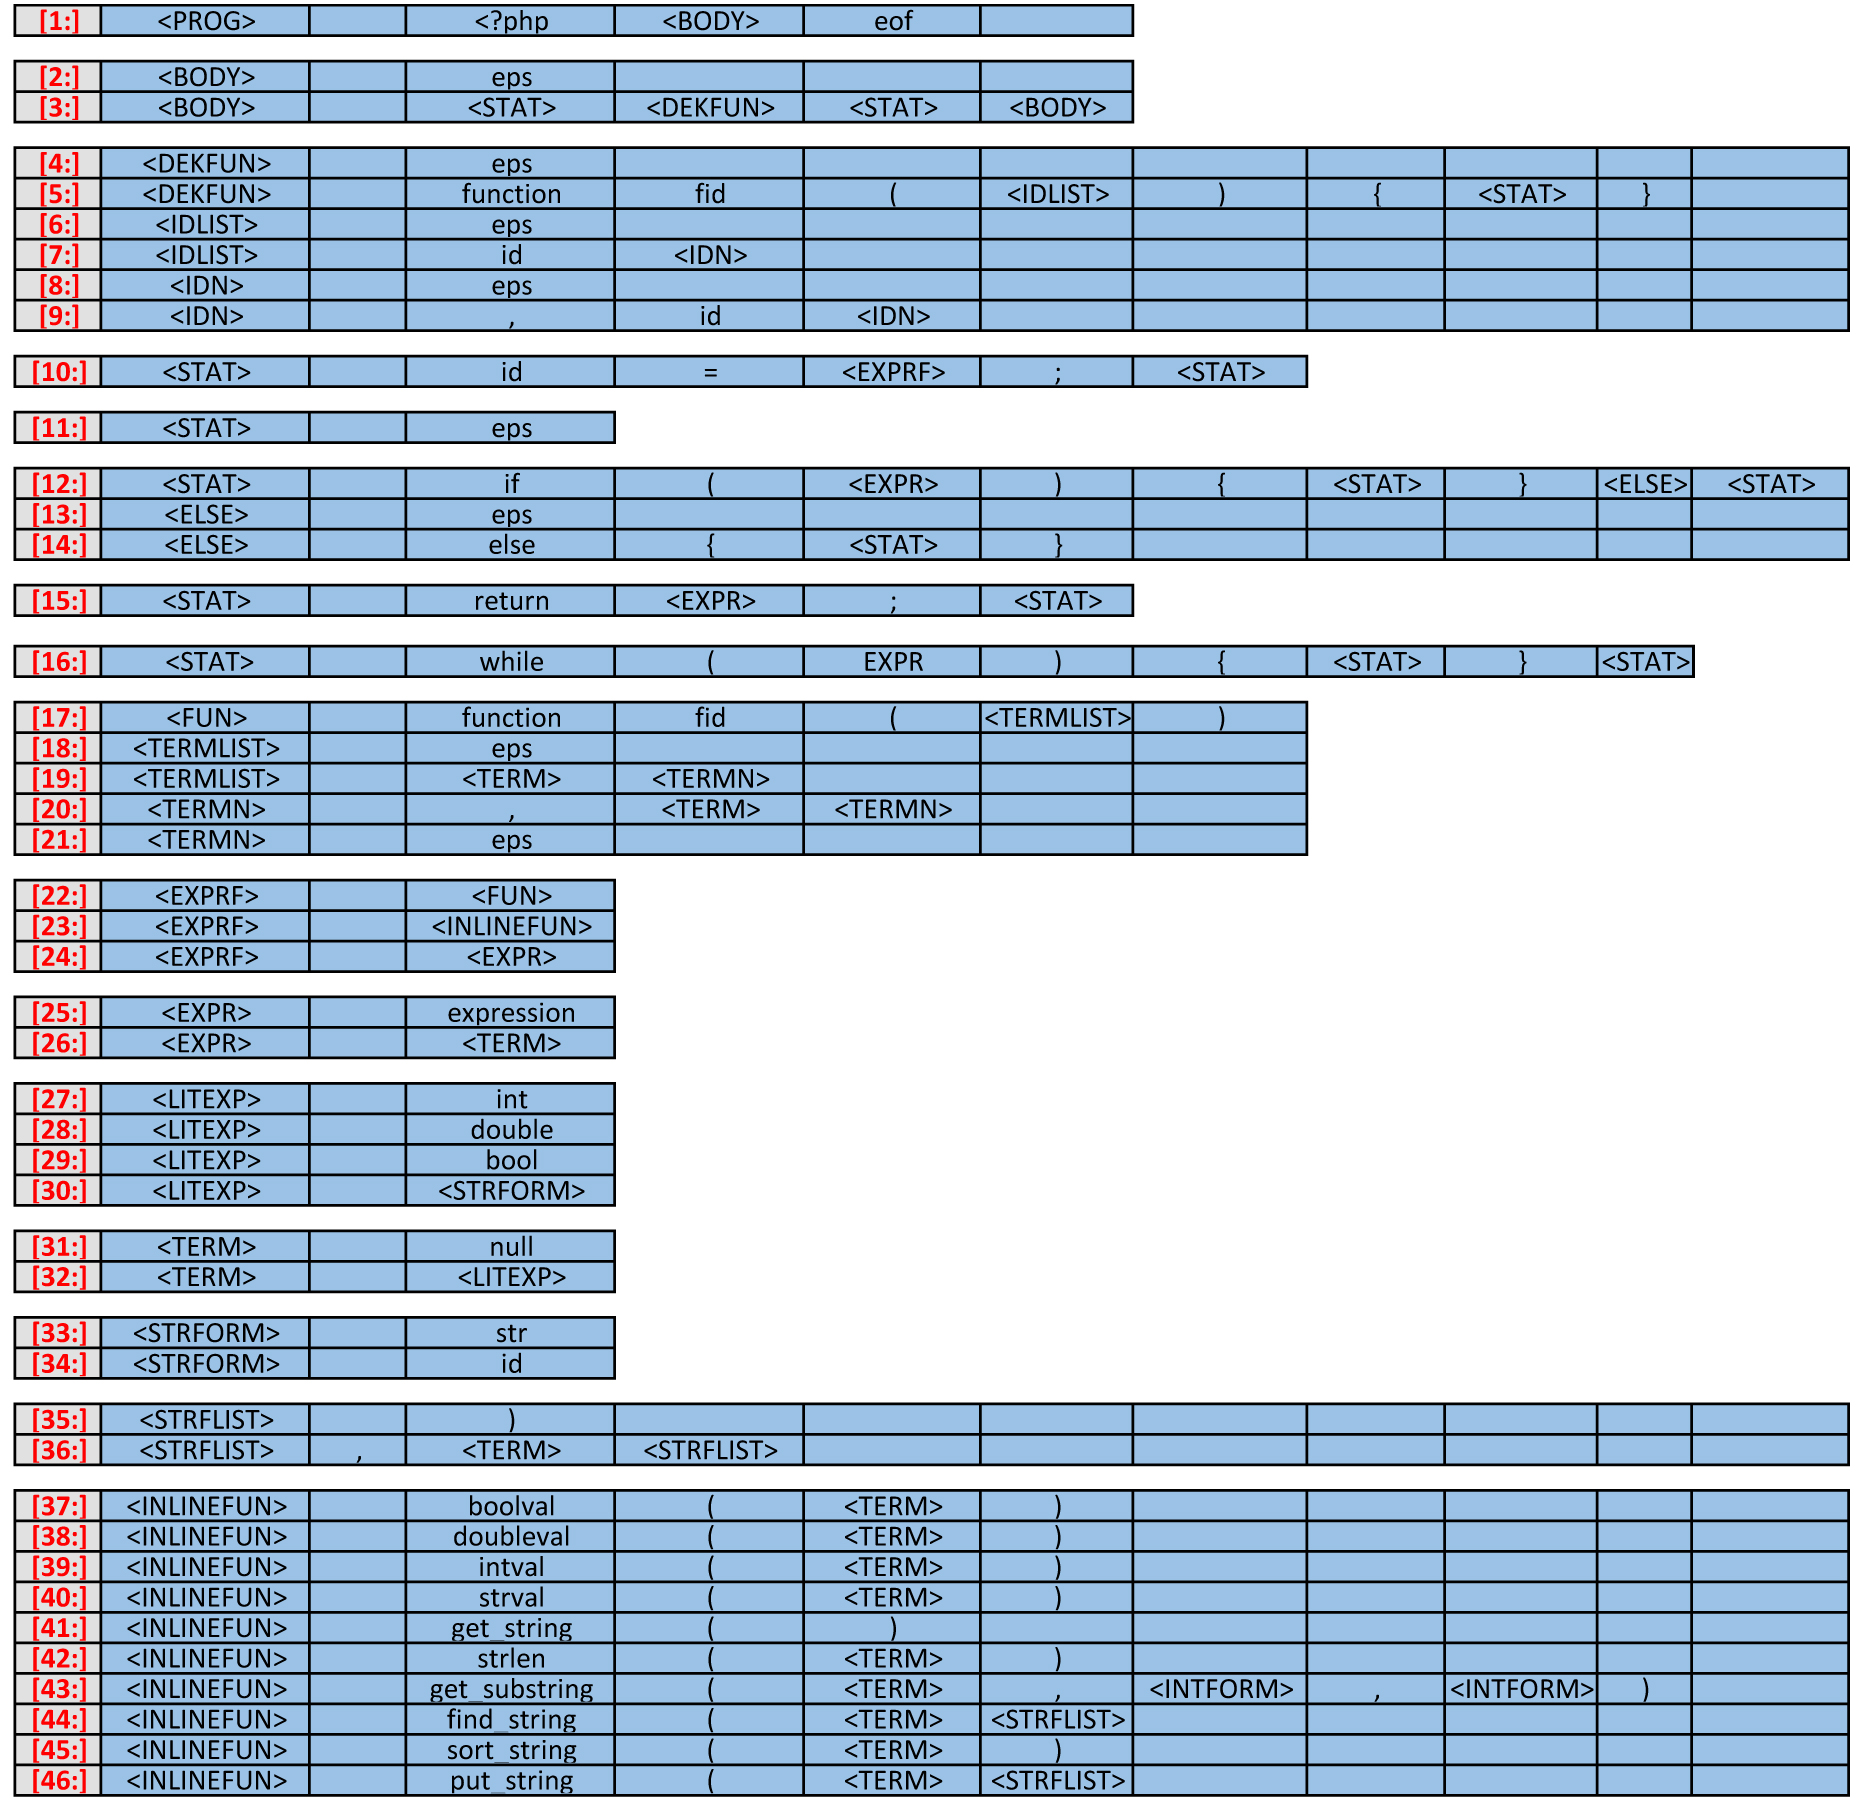 [1:] <PROG> <?php <BODY> eof
[2:] <BODY> eps
[3:] <BODY> <STAT> <DEKFUN> <STAT> <BODY>
[4:] <DEKFUN> eps
[5:] <DEKFUN> function fid ( <IDLIST> ) { <STAT> }
[6:] <IDLIST> eps
[7:] <IDLIST> id <IDN>
[8:] <IDN> eps
[9:] <IDN> , id <IDN>
[10:] <STAT> id = <EXPRF> ; <STAT>
[11:] <STAT> eps
[12:] <STAT> if ( <EXPR> ) { <STAT> } <ELSE> <STAT>
[13:] <ELSE> eps
[14:] <ELSE> else { <STAT> }
[15:] <STAT> return <EXPR> ; <STAT>
[16:] <STAT> while ( EXPR ) { <STAT> } <STAT>
[17:] <FUN> function fid ( <TERMLIST> )
[18:] <TERMLIST> eps
[19:] <TERMLIST> <TERM> <TERMN>
[20:] <TERMN> , <TERM> <TERMN>
[21:] <TERMN> eps
[22:] <EXPRF> <FUN>
[23:] <EXPRF> <INLINEFUN>
[24:] <EXPRF> <EXPR>
[25:] <EXPR> expression
[26:] <EXPR> <TERM>
[27:] <LITEXP> int
[28:] <LITEXP> double
[29:] <LITEXP> bool
[30:] <LITEXP> <STRFORM>
[31:] <TERM> null
[32:] <TERM> <LITEXP>
[33:] <STRFORM> str
[34:] <STRFORM> id
[35:] <STRFLIST> )
[36:] <STRFLIST> , <TERM> <STRFLIST>
[37:] <INLINEFUN> boolval ( <TERM> )
[38:] <INLINEFUN> doubleval ( <TERM> )
[39:] <INLINEFUN> intval ( <TERM> )
[40:] <INLINEFUN> strval ( <TERM> )
[41:] <INLINEFUN> get_string ( )
[42:] <INLINEFUN> strlen ( <TERM> )
[43:] <INLINEFUN> get_substring ( <TERM> , <INTFORM> , <INTFORM> )
[44:] <INLINEFUN> find_string ( <TERM> <STRFLIST>
[45:] <INLINEFUN> sort_string ( <TERM> )
[46:] <INLINEFUN> put_string ( <TERM> <STRFLIST>